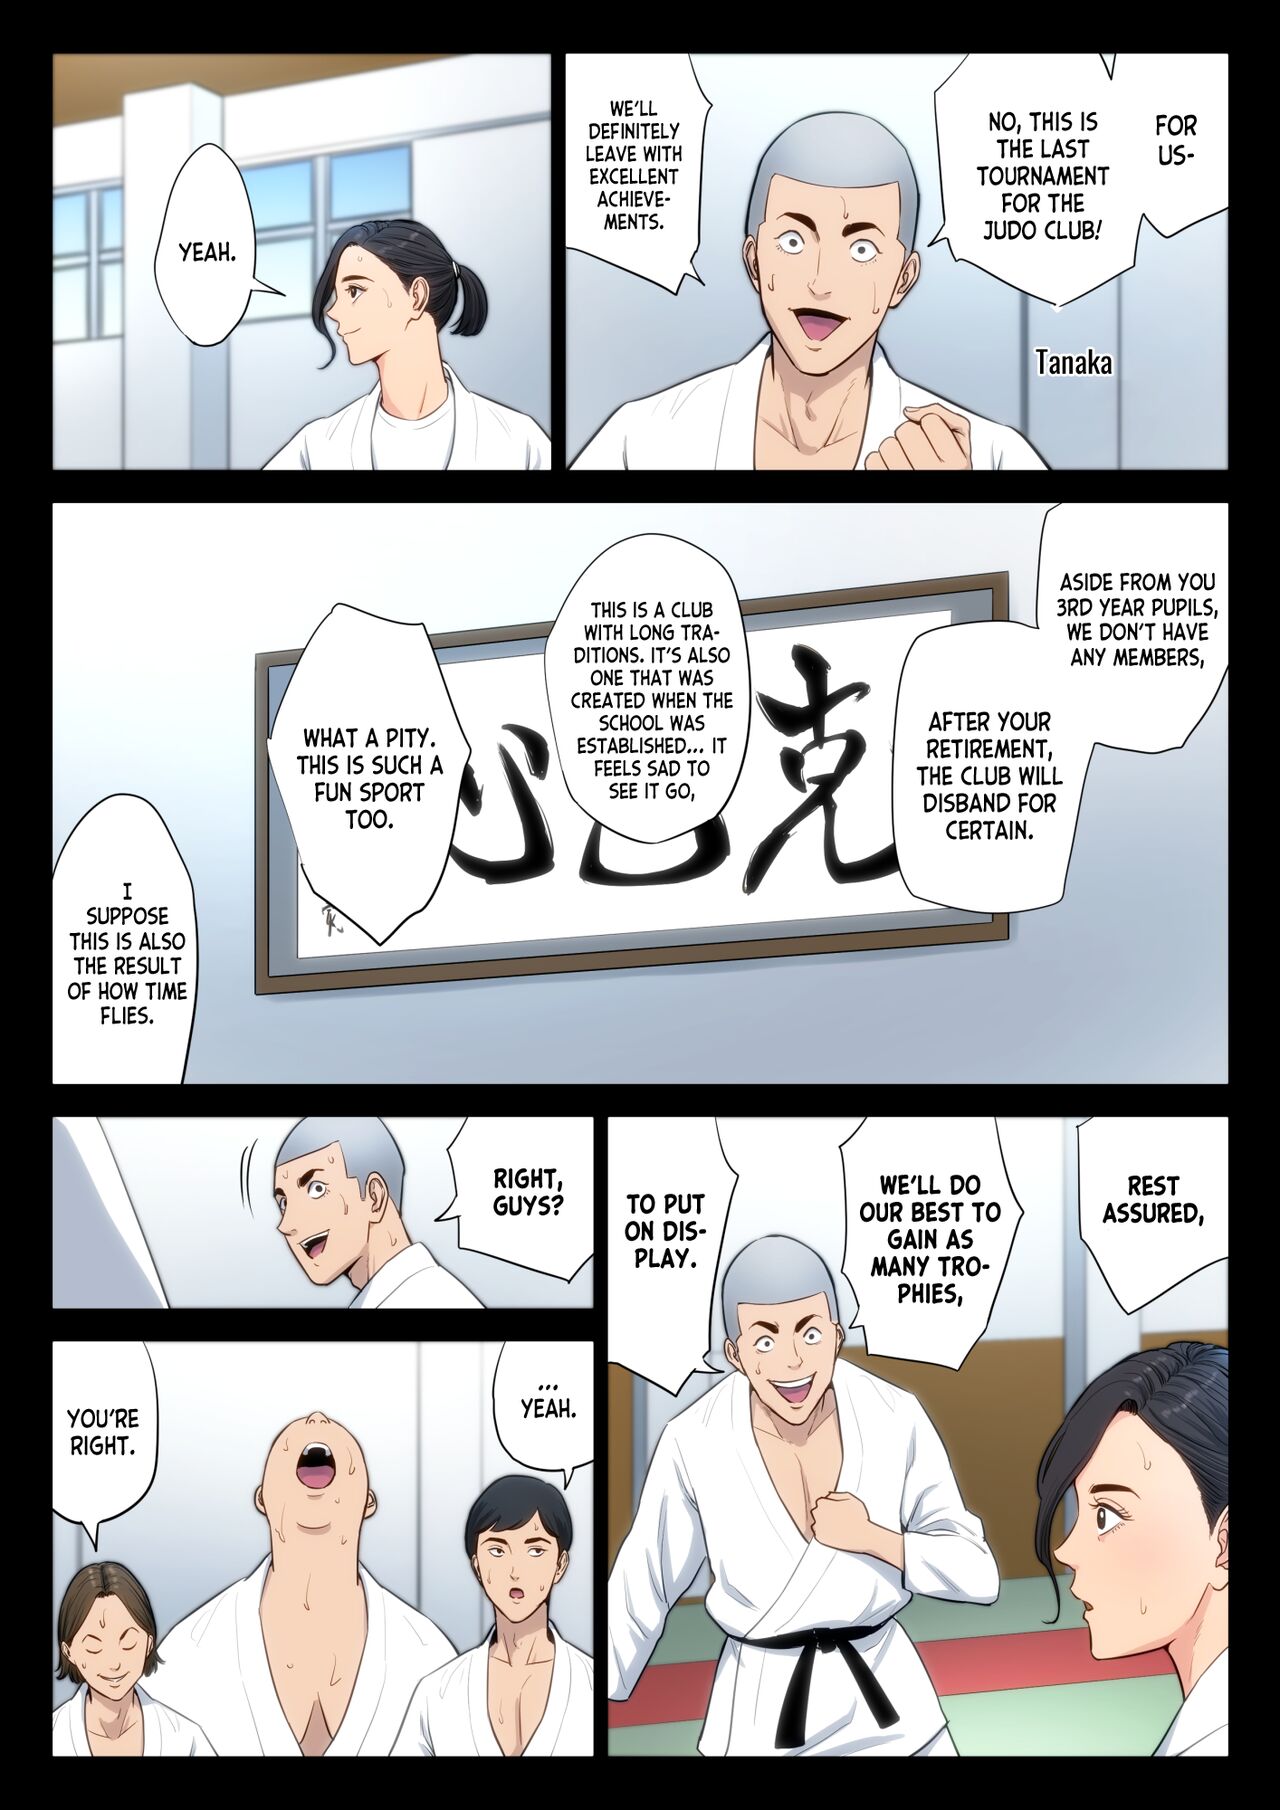 FOR
US-
NO, THIS IS
THE LAST
TOURNAMENT
FOR THE
JUDO CLUB!
Tanaka
WE'LL
DEFINITELY
LEAVE WITH
EXCELLENT
ACHIEVE-
MENTS.
YEAH.
ASIDE FROM YOU
3RD YEAR PUPILS,
WE DON'T HAVE
ANY MEMBERS,
AFTER YOUR
RETIREMENT,
THE CLUB WILL
DISBAND FOR
CERTAIN.
克己心
THIS IS A CLUB
WITH LONG TRA-
DITIONS. IT'S ALSO
ONE THAT WAS
CREATED WHEN THE
SCHOOL WAS
ESTABLISHED... IT
FEELS SAD TO
SEE IT GO,
WHAT A PITY.
THIS IS SUCH A
FUN SPORT
TOO.
I
SUPPOSE
THIS IS ALSO
THE RESULT
OF HOW TIME
FLIES.
REST
ASSURED,
WE'LL DO
OUR BEST TO
GAIN AS
MANY TRO-
PHIES,
TO PUT
ON DIS-
PLAY.
RIGHT,
GUYS?
...
YEAH.
YOU'RE
RIGHT.